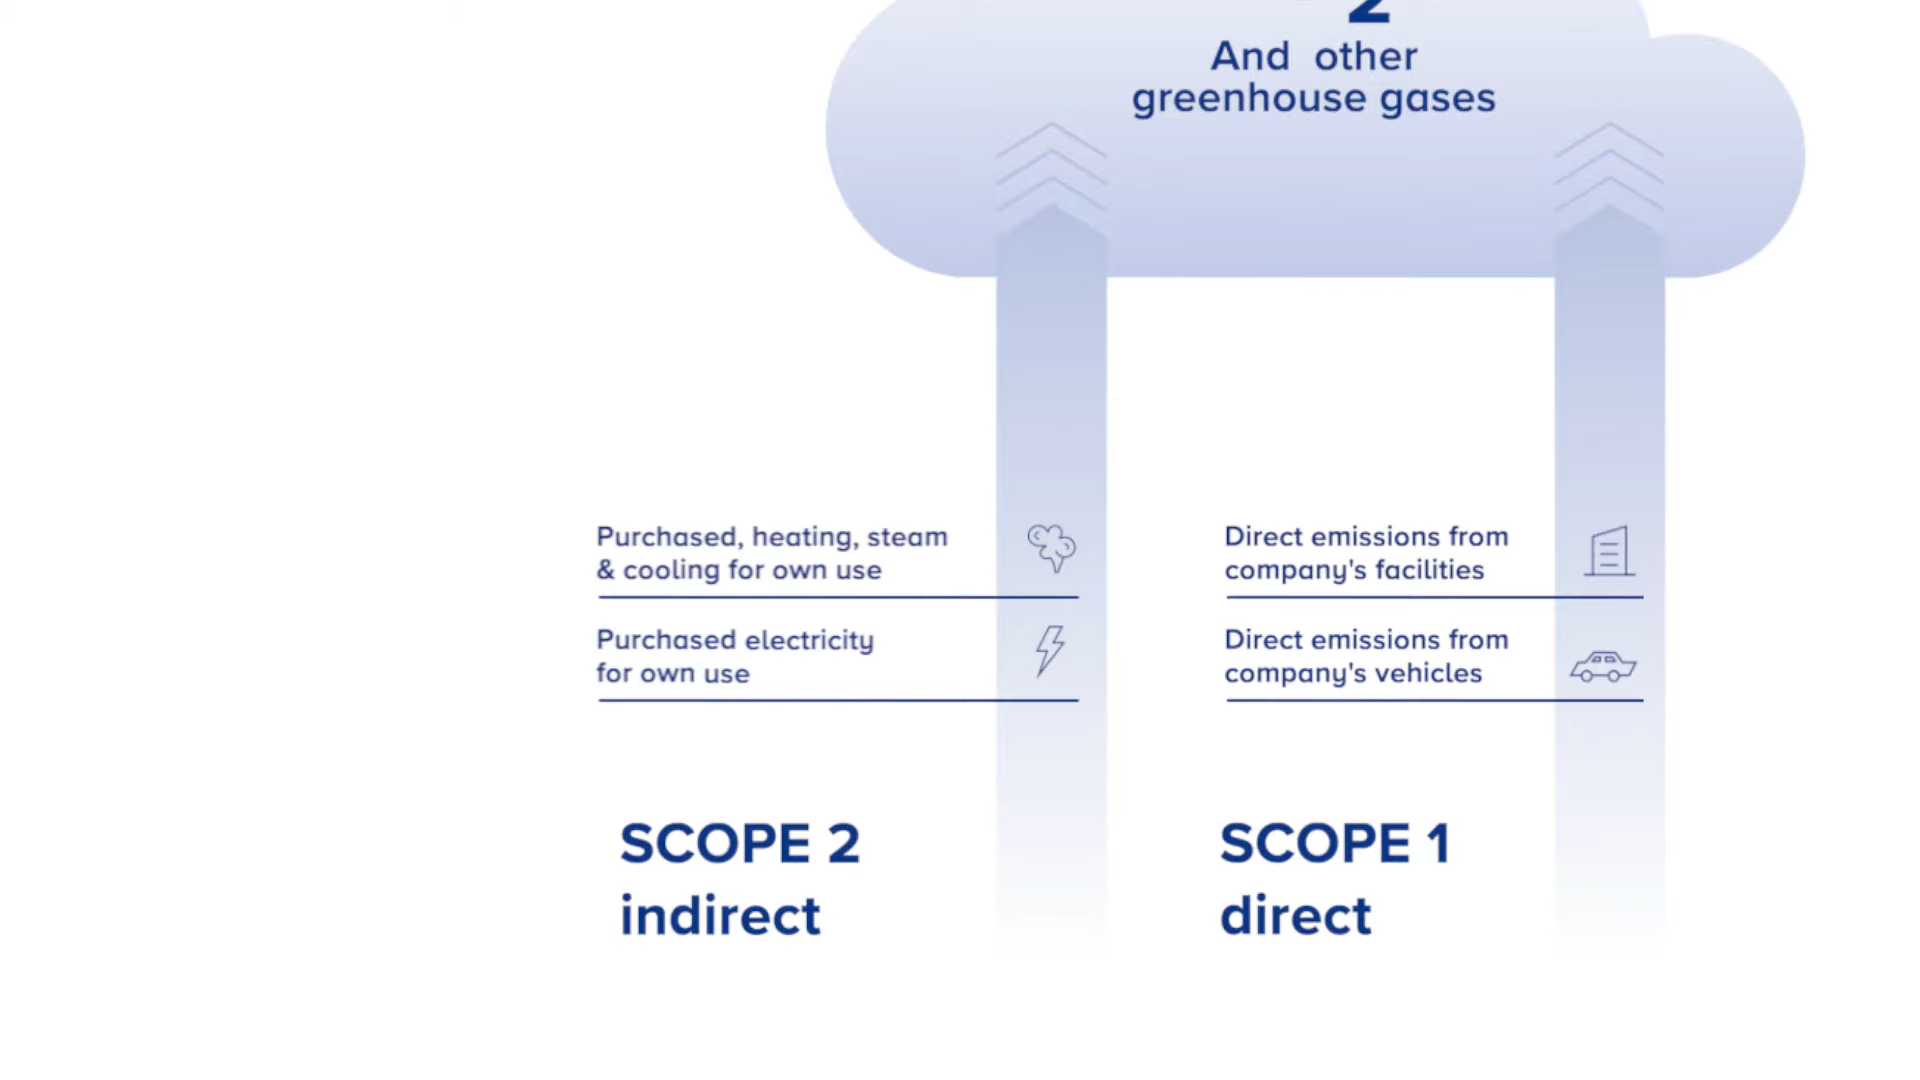 2
And other
greenhouse gases
Purchased, heating, steam
& cooling for own use
Purchased electricity
for own use
SCOPE 2
indirect
Direct emissions from
company's facilities
Direct emissions from
company's vehicles
SCOPE 1
direct